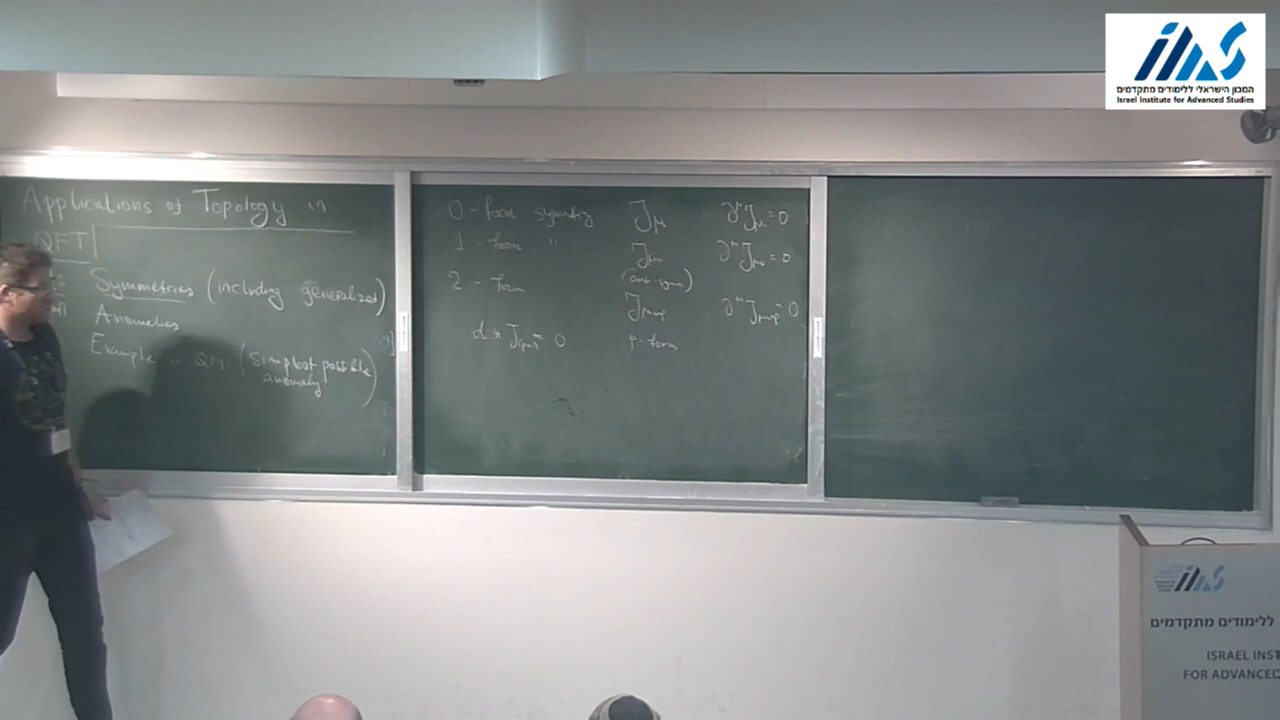 Applications of Topology in
QFT
Symmetries (including generalized)
Anomalies
Example in QM (Simplest possible
anomaly)
0-form symmetry J_μ ∂^μ J_μ = 0
1-form " J_μν ∂^μ J_μν = 0
(anti-sym)
2-form J_μνρ ∂^μ J_μνρ = 0
d * J = 0 p-form
המכון הישראלי ללימודים מתקדמים
Israel Institute for Advanced Studies
ללימודים מתקדמים
ISRAEL INST
FOR ADVANCED